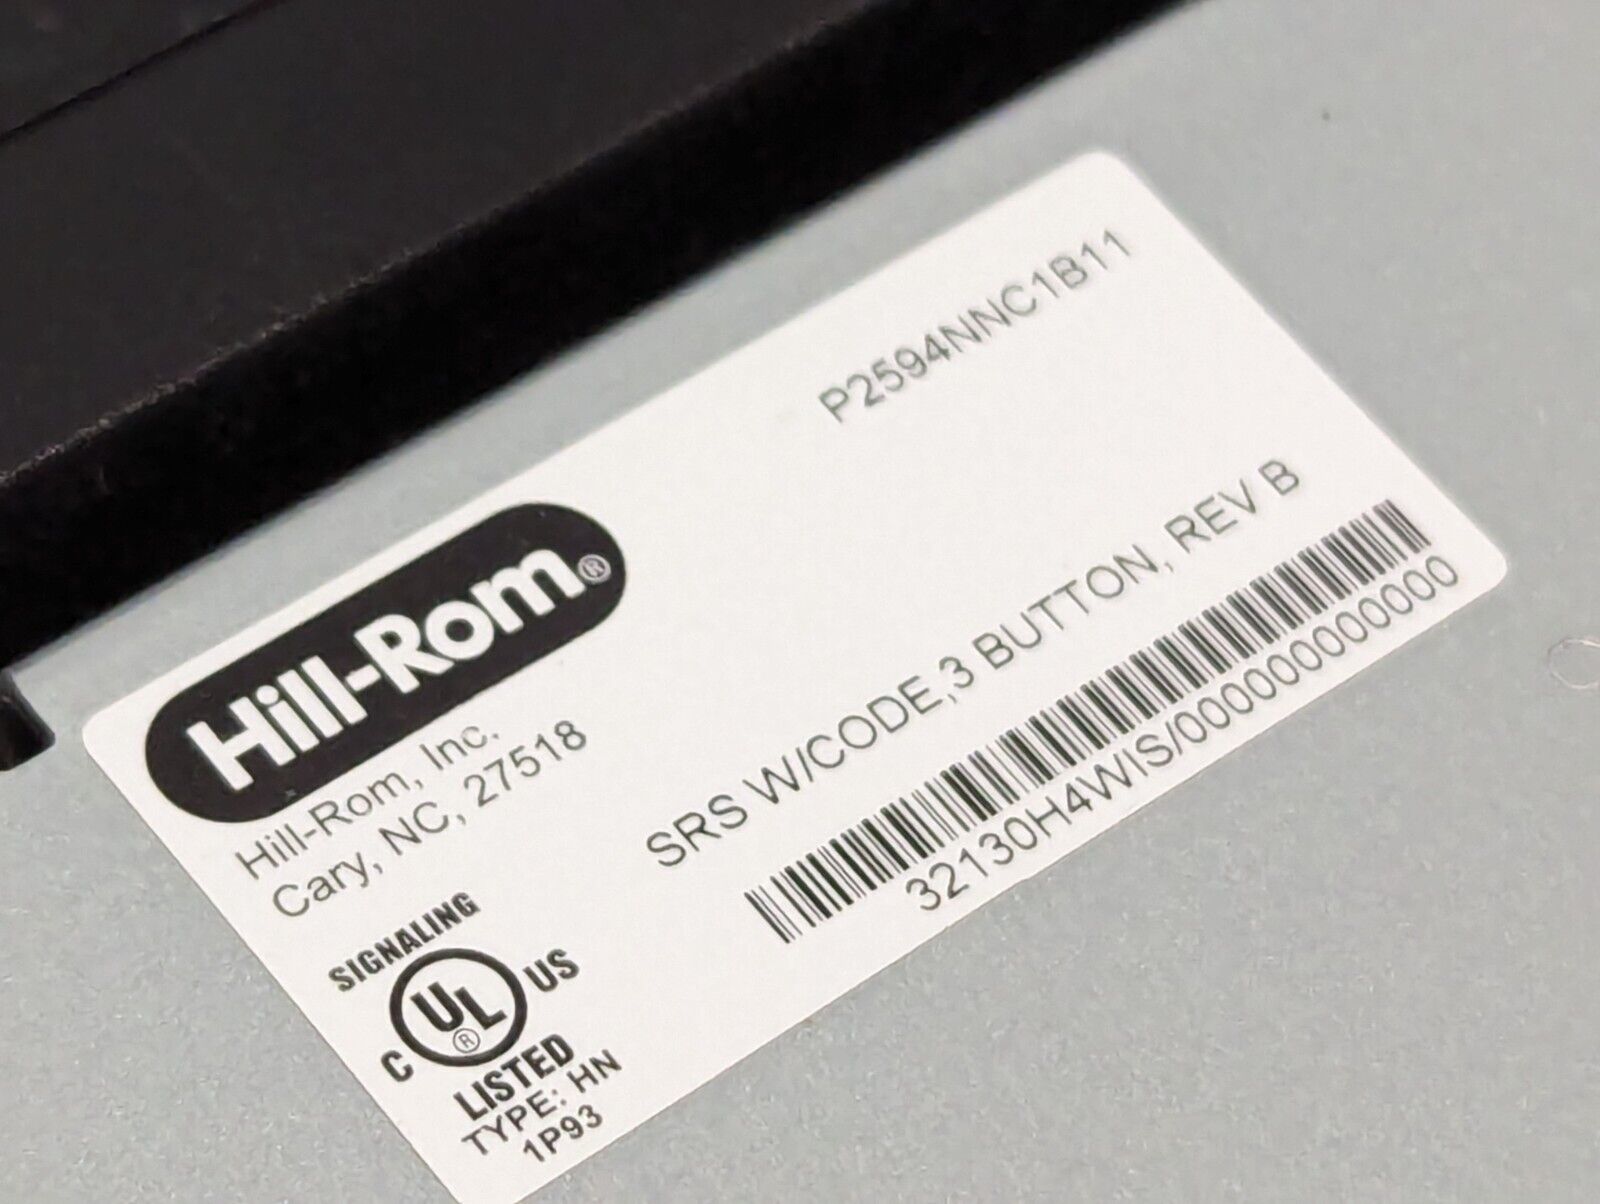 P2594NNC1B11
Hill-Rom®
Hill-Rom, Inc.
Cary, NC, 27518
SRS W/CODE,3 BUTTON, REV B
32130H4WIS/000000000000
SIGNALING
C UL® US
LISTED
TYPE: HN
1P93